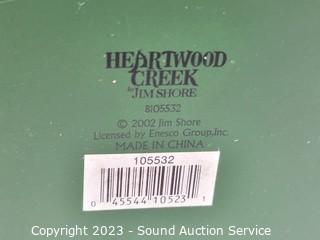 HEARTWOOD
CREEK
by JIM SHORE
B105532
© 2002 Jim Shore
Licensed by Enesco Group,Inc.
MADE IN CHINA
105532
0 45544 10523 1
Copyright 2023 - Sound Auction Service